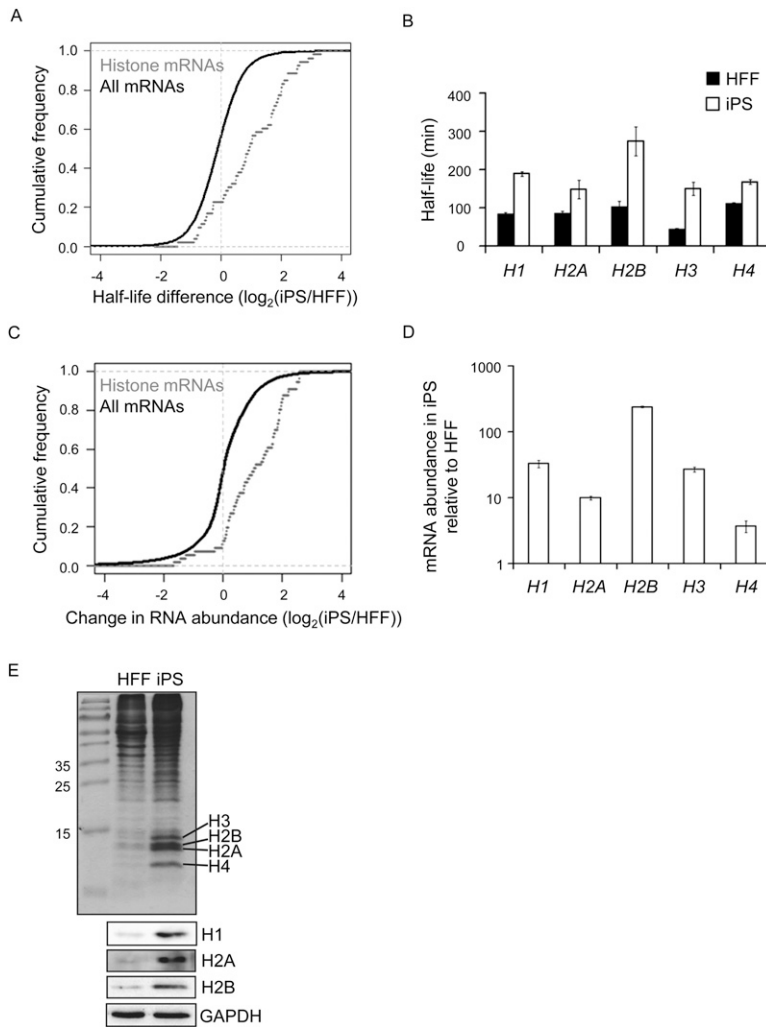 A
Cumulative frequency
1.0
0.8
0.6
0.4
0.2
0.0
Histone mRNAs
All mRNAs
-4 -2 0 2 4
Half-life difference (log2(iPS/HFF))
B
HFF
iPS
Half-life (min)
400
300
200
100
0
H1 H2A H2B H3 H4
C
Cumulative frequency
1.0
0.8
0.6
0.4
0.2
0.0
Histone mRNAs
All mRNAs
-4 -2 0 2 4
Change in RNA abundance (log2(iPS/HFF))
D
mRNA abundance in iPS
relative to HFF
1000
100
10
1
H1 H2A H2B H3 H4
E
HFF iPS
35
25
15
H3
H2B
H2A
H4
H1
H2A
H2B
GAPDH